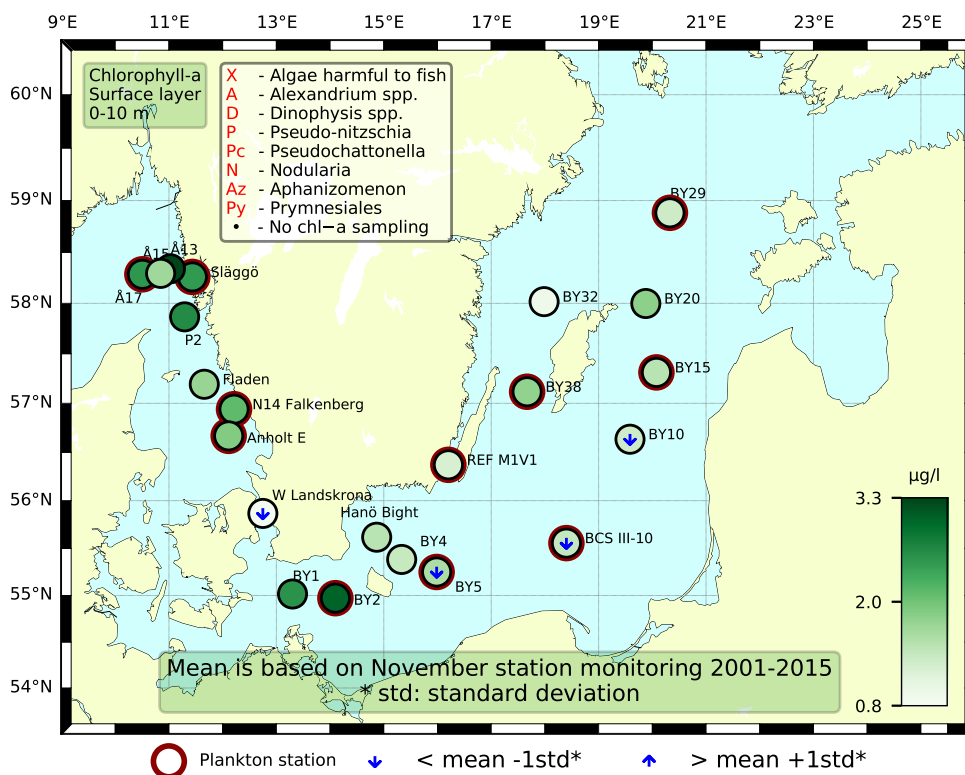 9°E 11°E 13°E 15°E 17°E 19°E 21°E 23°E 25°E
60°N
59°N
58°N
57°N
56°N
55°N
54°N
Chlorophyll-a
Surface layer
0-10 m
X - Algae harmful to fish
A - Alexandrium spp.
D - Dinophysis spp.
P - Pseudo-nitzschia
Pc - Pseudochattonella
N - Nodularia
Az - Aphanizomenon
Py - Prymnesiales
• - No chl−a sampling
BY29
Å15 Å13
Släggö
Å17
BY32
BY20
P2
BY15
Fladen
BY38
N14 Falkenberg
Anholt E
BY10
REF M1V1
W Landskrona
Hanö Bight
BCS III-10
BY4
BY5
BY1
BY2
µg/l
3.3
2.0
0.8
Mean is based on November station monitoring 2001-2015
* std: standard deviation
Plankton station < mean -1std* > mean +1std*